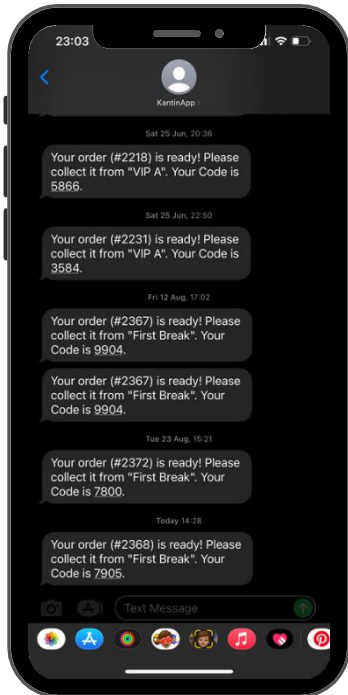 23:03
KantinApp
Sat 25 Jun, 20:36
Your order (#2218) is ready! Please
collect it from "VIP A". Your Code is
5866.
Sat 25 Jun, 22:50
Your order (#2231) is ready! Please
collect it from "VIP A". Your Code is
3584.
Fri 12 Aug, 17:02
Your order (#2367) is ready! Please
collect it from "First Break". Your
Code is 9904.
Your order (#2367) is ready! Please
collect it from "First Break". Your
Code is 9904.
Tue 23 Aug, 15:21
Your order (#2372) is ready! Please
collect it from "First Break". Your
Code is 7800.
Today 14:28
Your order (#2368) is ready! Please
collect it from "First Break". Your
Code is 7905.
Text Message